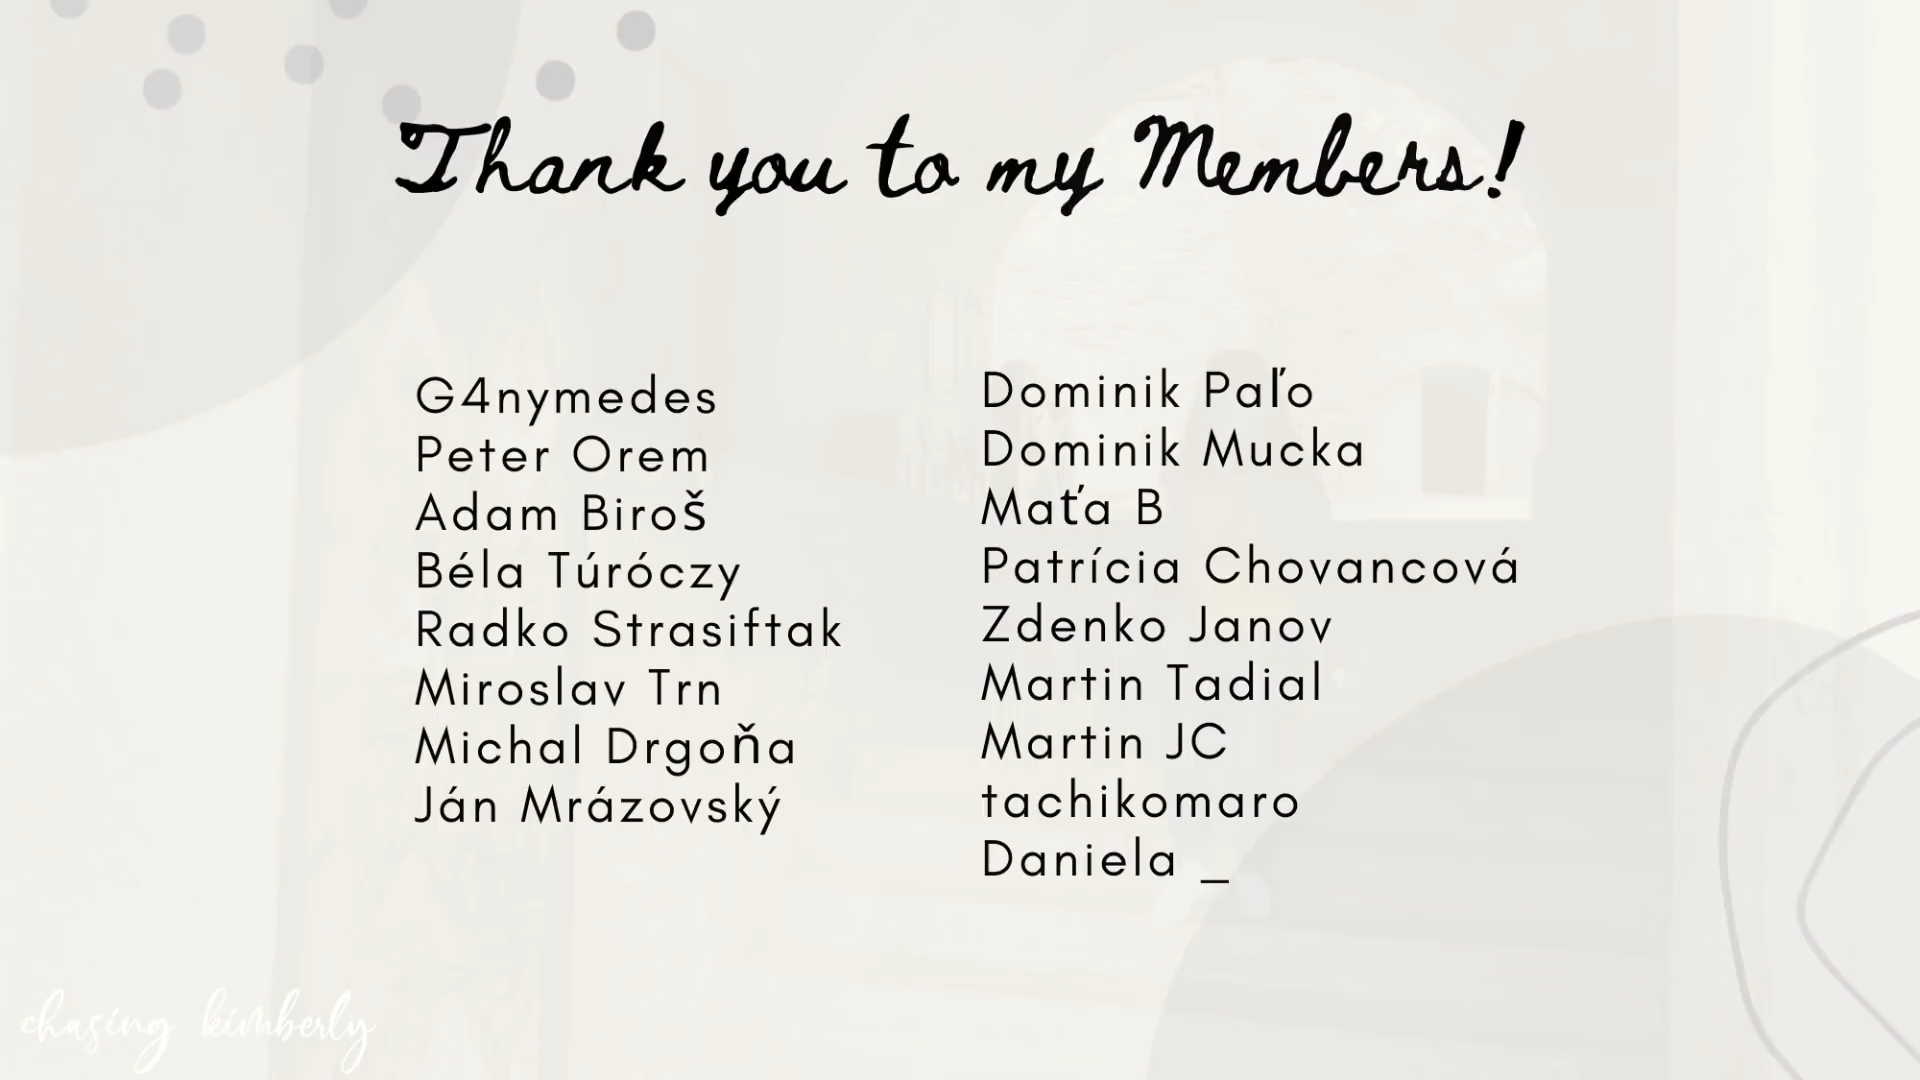 Thank you to my Members!
G4nymedes
Peter Orem
Adam Biroš
Béla Túróczy
Radko Strasiftak
Miroslav Trn
Michal Drgoňa
Ján Mrázovský
Dominik Paľo
Dominik Mucka
Maťa B
Patrícia Chovancová
Zdenko Janov
Martin Tadial
Martin JC
tachikomaro
Daniela _
chasing kimberly